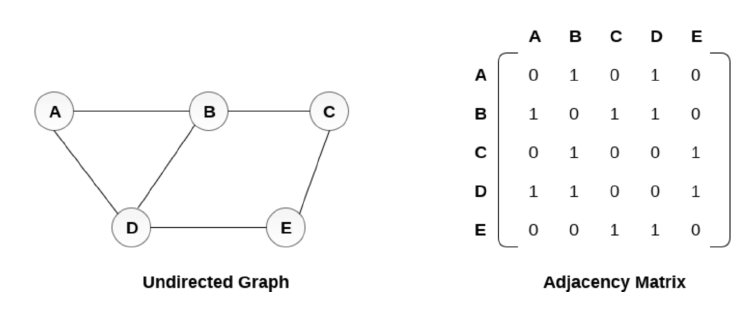 A B C
D E
Undirected Graph
A B C D E
A 0 1 0 1 0
B 1 0 1 1 0
C 0 1 0 0 1
D 1 1 0 0 1
E 0 0 1 1 0
Adjacency Matrix